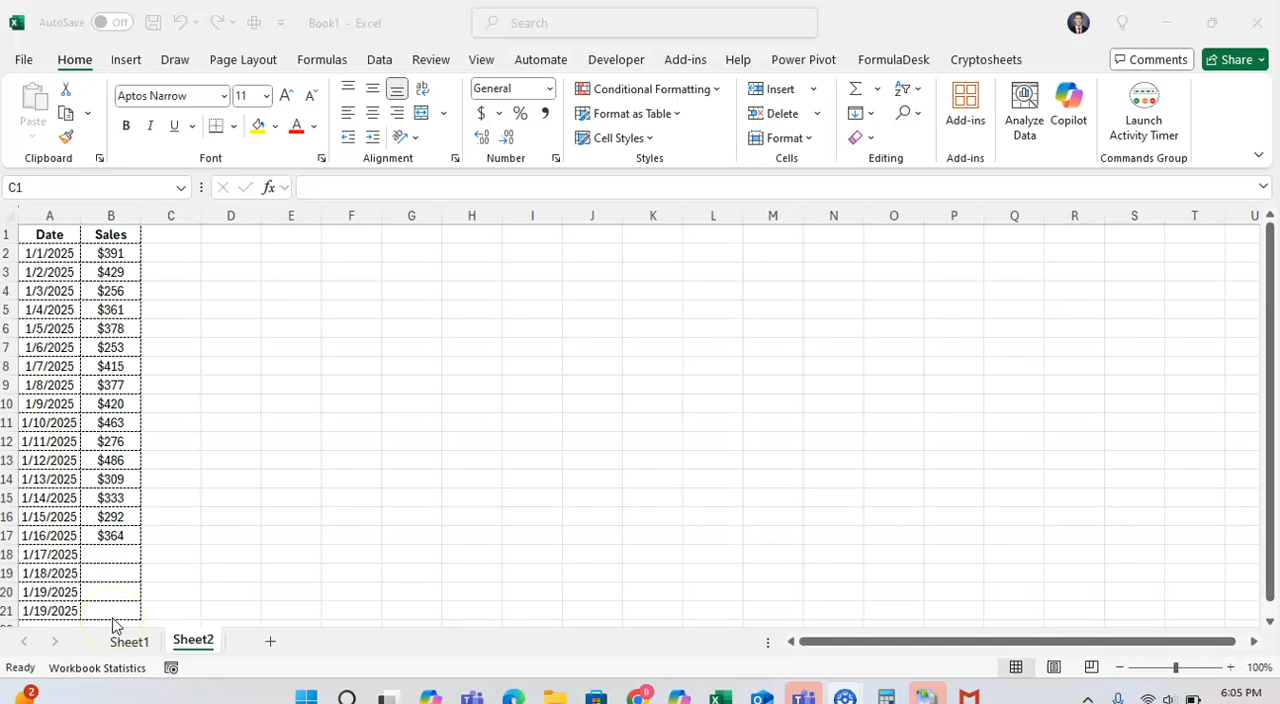 AutoSave Off Book1 - Excel Search
File Home Insert Draw Page Layout Formulas Data Review View Automate Developer Add-ins Help Power Pivot FormulaDesk Cryptosheets Comments Share
Paste Aptos Narrow 11 A A General Conditional Formatting Insert Add-ins Analyze Data Copilot Launch Activity Timer
B I U A $ % Format as Table Delete
Cell Styles Format
Clipboard Font Alignment Number Styles Cells Editing Add-ins Commands Group
C1 fx
A B C D E F G H I J K L M N O P Q R S T U
1 Date Sales
2 1/1/2025 $391
3 1/2/2025 $429
4 1/3/2025 $256
5 1/4/2025 $361
6 1/5/2025 $378
7 1/6/2025 $253
8 1/7/2025 $415
9 1/8/2025 $377
10 1/9/2025 $420
11 1/10/2025 $463
12 1/11/2025 $276
13 1/12/2025 $486
14 1/13/2025 $309
15 1/14/2025 $333
16 1/15/2025 $292
17 1/16/2025 $364
18 1/17/2025
19 1/18/2025
20 1/19/2025
21 1/19/2025
Sheet1 Sheet2
Ready Workbook Statistics 100%
2 6:05 PM